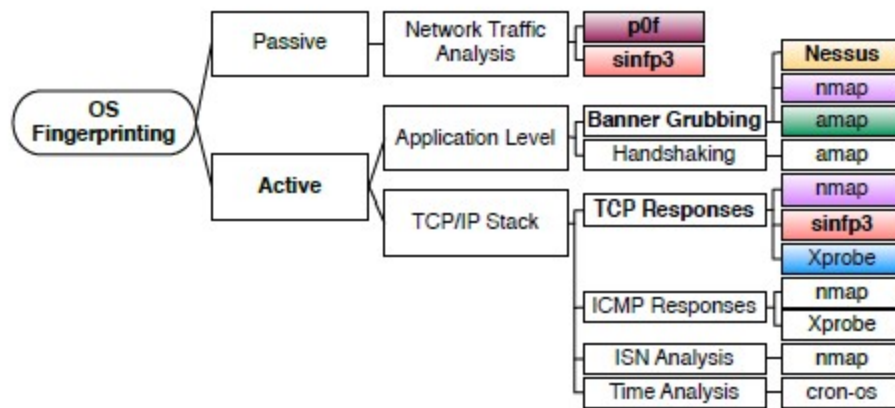 OS
Fingerprinting
Passive
Network Traffic
Analysis
p0f
sinfp3
Active
Application Level
Banner Grubbing
Nessus
nmap
amap
Handshaking
amap
TCP/IP Stack
TCP Responses
nmap
sinfp3
Xprobe
ICMP Responses
nmap
Xprobe
ISN Analysis
nmap
Time Analysis
cron-os